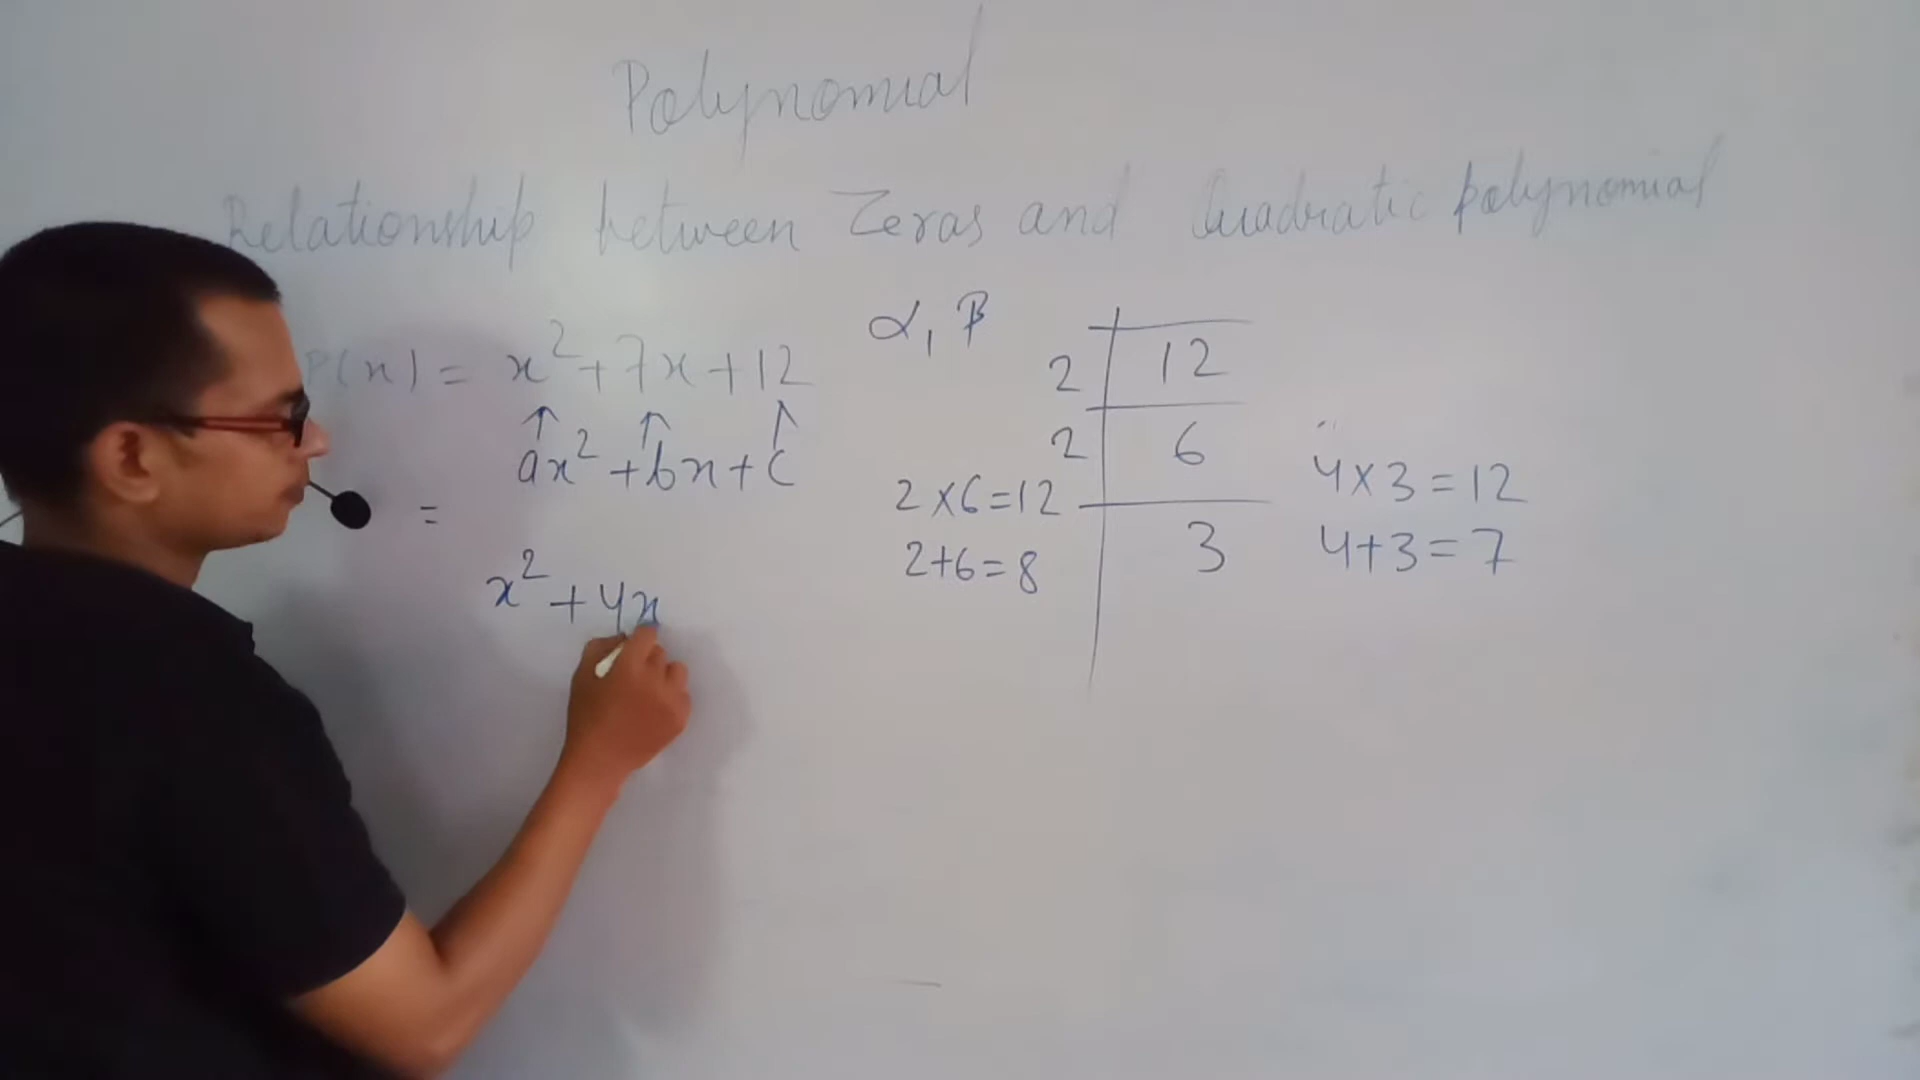 Polynomial
Relationship between Zeros and Quadratic polynomial
P(x) = x² + 7x + 12
ax² + bx + c
=
x² + 4x
α, β
2 12
2 6
3
2 × 6 = 12
2 + 6 = 8
4 × 3 = 12
4 + 3 = 7